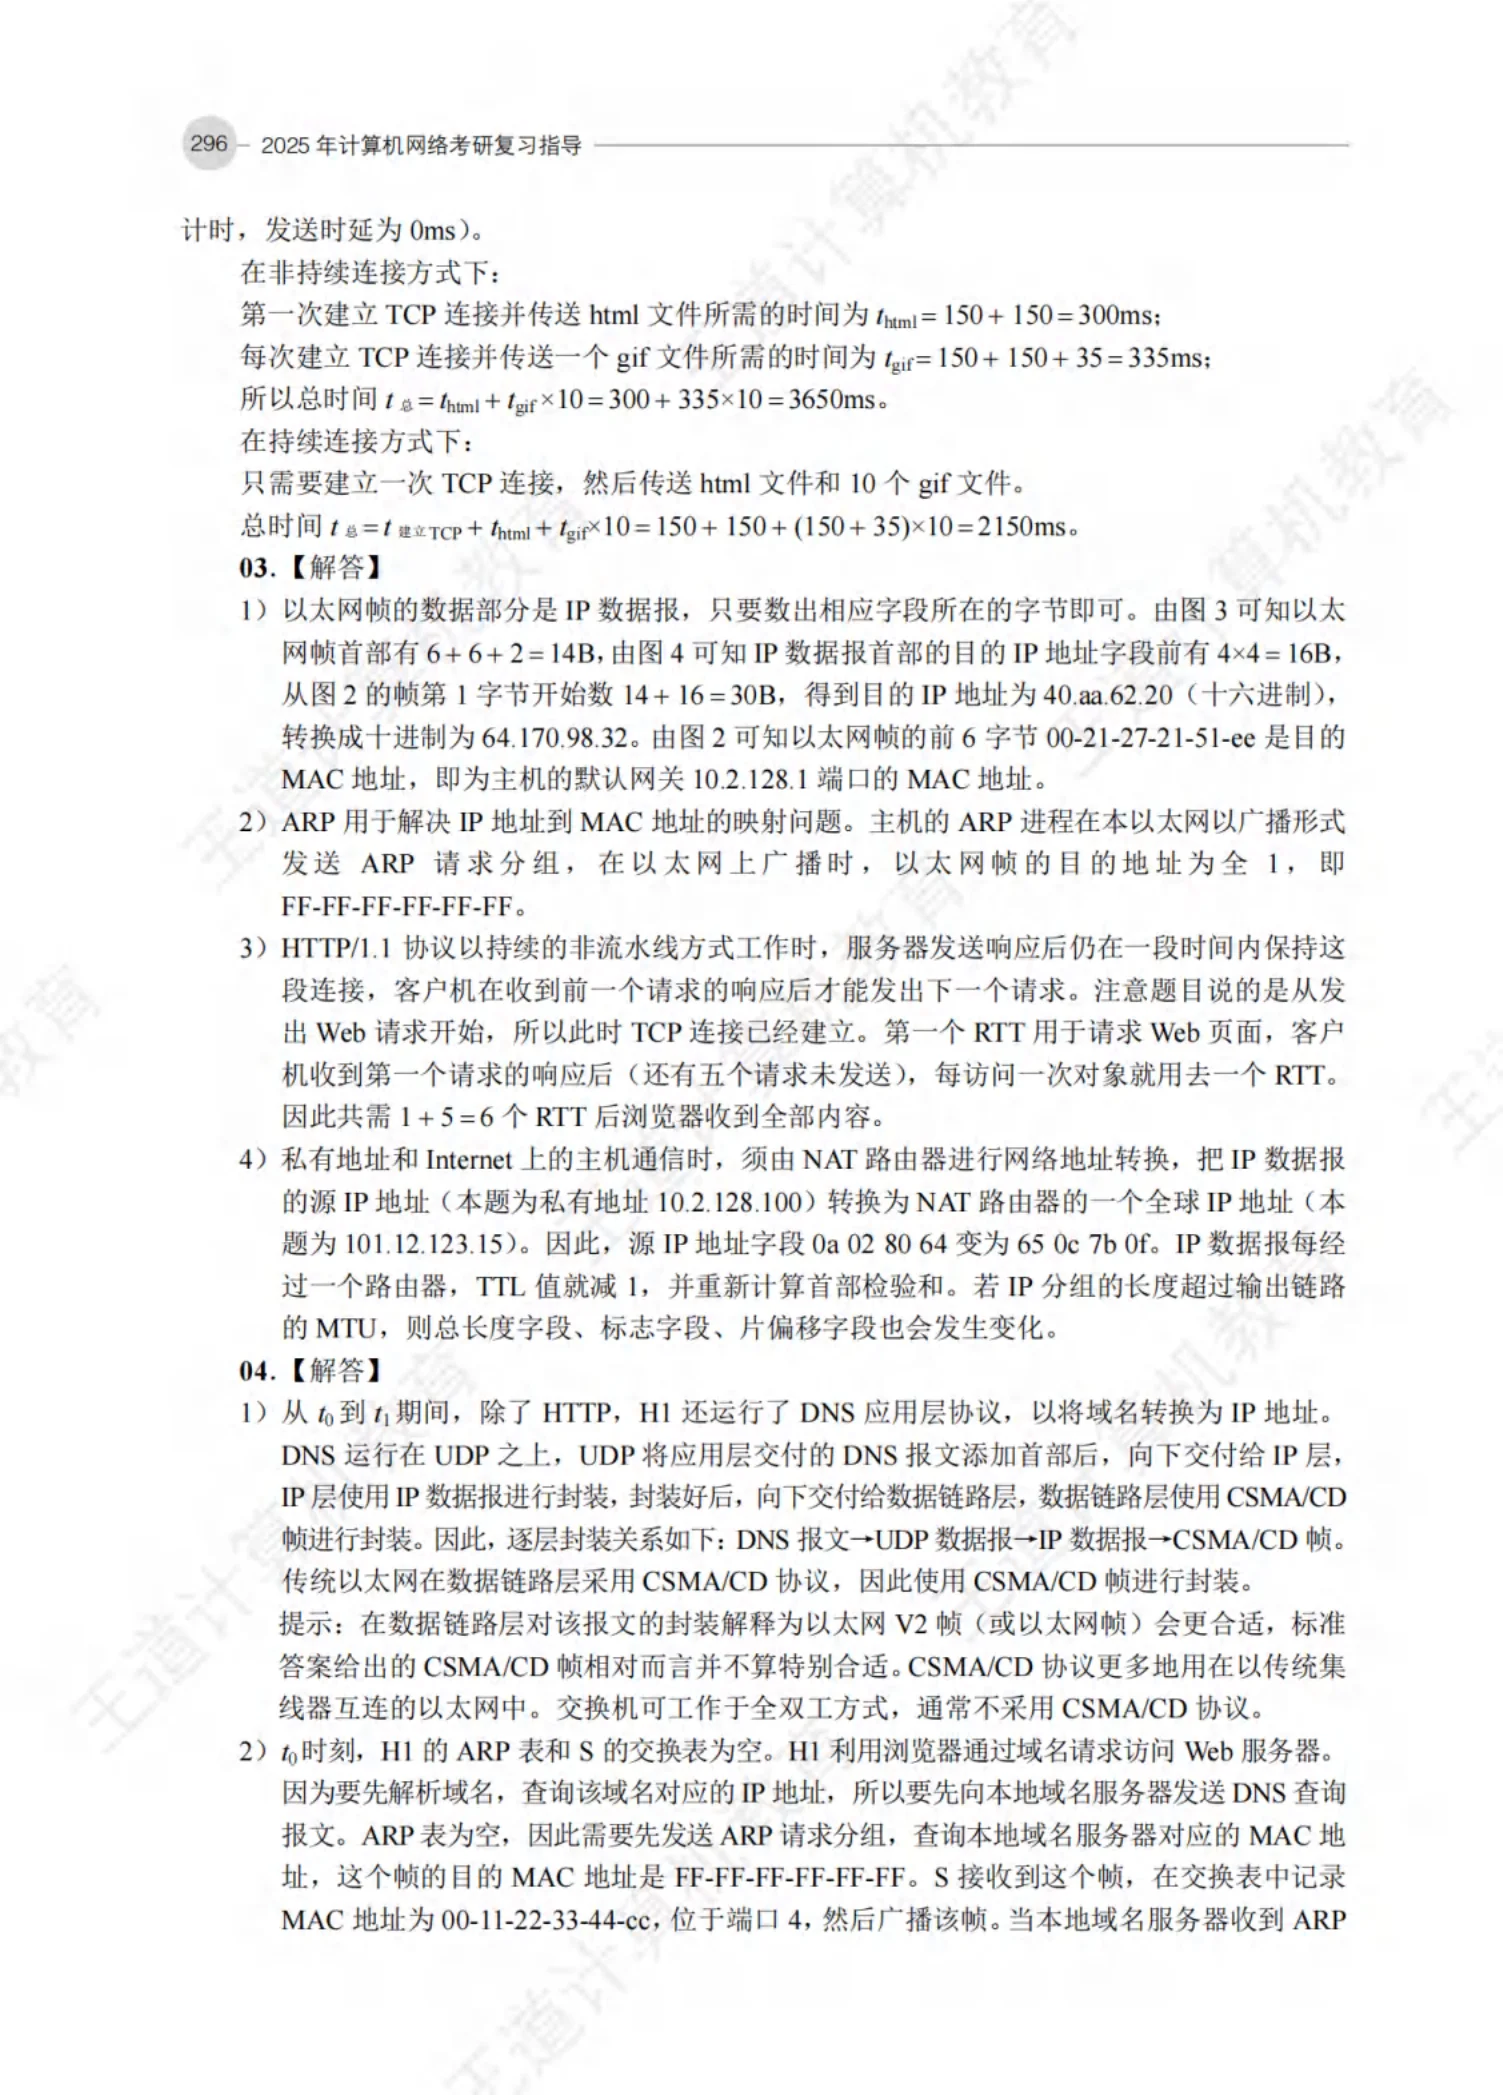 296 2025 年计算机网络考研复习指导
计时，发送时延为 0ms）。
在非持续连接方式下：
第一次建立 TCP 连接并传送 html 文件所需的时间为 t_html = 150 + 150 = 300ms；
每次建立 TCP 连接并传送一个 gif 文件所需的时间为 t_gif = 150 + 150 + 35 = 335ms；
所以总时间 t_总 = t_html + t_gif ×10 = 300 + 335×10 = 3650ms。
在持续连接方式下：
只需要建立一次 TCP 连接，然后传送 html 文件和 10 个 gif 文件。
总时间 t_总 = t_建立TCP + t_html + t_gif×10 = 150 + 150 + (150 + 35)×10 = 2150ms。
03.【解答】
1）以太网帧的数据部分是 IP 数据报，只要数出相应字段所在的字节即可。由图 3 可知以太
网帧首部有 6 + 6 + 2 = 14B，由图 4 可知 IP 数据报首部的目的 IP 地址字段前有 4×4 = 16B，
从图 2 的帧第 1 字节开始数 14 + 16 = 30B，得到目的 IP 地址为 40.aa.62.20（十六进制），
转换成十进制为 64.170.98.32。由图 2 可知以太网帧的前 6 字节 00-21-27-21-51-ee 是目的
MAC 地址，即为主机的默认网关 10.2.128.1 端口的 MAC 地址。
2）ARP 用于解决 IP 地址到 MAC 地址的映射问题。主机的 ARP 进程在本以太网以广播形式
发送 ARP 请求分组，在以太网上广播时，以太网帧的目的地址为全 1，即
FF-FF-FF-FF-FF-FF。
3）HTTP/1.1 协议以持续的非流水线方式工作时，服务器发送响应后仍在一段时间内保持这
段连接，客户机在收到前一个请求的响应后才能发出下一个请求。注意题目说的是从发
出 Web 请求开始，所以此时 TCP 连接已经建立。第一个 RTT 用于请求 Web 页面，客户
机收到第一个请求的响应后（还有五个请求未发送），每访问一次对象就用去一个 RTT。
因此共需 1 + 5 = 6 个 RTT 后浏览器收到全部内容。
4）私有地址和 Internet 上的主机通信时，须由 NAT 路由器进行网络地址转换，把 IP 数据报
的源 IP 地址（本题为私有地址 10.2.128.100）转换为 NAT 路由器的一个全球 IP 地址（本
题为 101.12.123.15）。因此，源 IP 地址字段 0a 02 80 64 变为 65 0c 7b 0f。IP 数据报每经
过一个路由器，TTL 值就减 1，并重新计算首部检验和。若 IP 分组的长度超过输出链路
的 MTU，则总长度字段、标志字段、片偏移字段也会发生变化。
04.【解答】
1）从 t0 到 t1 期间，除了 HTTP，H1 还运行了 DNS 应用层协议，以将域名转换为 IP 地址。
DNS 运行在 UDP 之上，UDP 将应用层交付的 DNS 报文添加首部后，向下交付给 IP 层，
IP 层使用 IP 数据报进行封装，封装好后，向下交付给数据链路层，数据链路层使用 CSMA/CD
帧进行封装。因此，逐层封装关系如下：DNS 报文→UDP 数据报→IP 数据报→CSMA/CD 帧。
传统以太网在数据链路层采用 CSMA/CD 协议，因此使用 CSMA/CD 帧进行封装。
提示：在数据链路层对该报文的封装解释为以太网 V2 帧（或以太网帧）会更合适，标准
答案给出的 CSMA/CD 帧相对而言并不算特别合适。CSMA/CD 协议更多地用在以传统集
线器互连的以太网中。交换机可工作于全双工方式，通常不采用 CSMA/CD 协议。
2）t0 时刻，H1 的 ARP 表和 S 的交换表为空。H1 利用浏览器通过域名请求访问 Web 服务器。
因为要先解析域名，查询该域名对应的 IP 地址，所以要先向本地域名服务器发送 DNS 查询
报文。ARP 表为空，因此需要先发送 ARP 请求分组，查询本地域名服务器对应的 MAC 地
址，这个帧的目的 MAC 地址是 FF-FF-FF-FF-FF-FF。S 接收到这个帧，在交换表中记录
MAC 地址为 00-11-22-33-44-cc，位于端口 4，然后广播该帧。当本地域名服务器收到 ARP